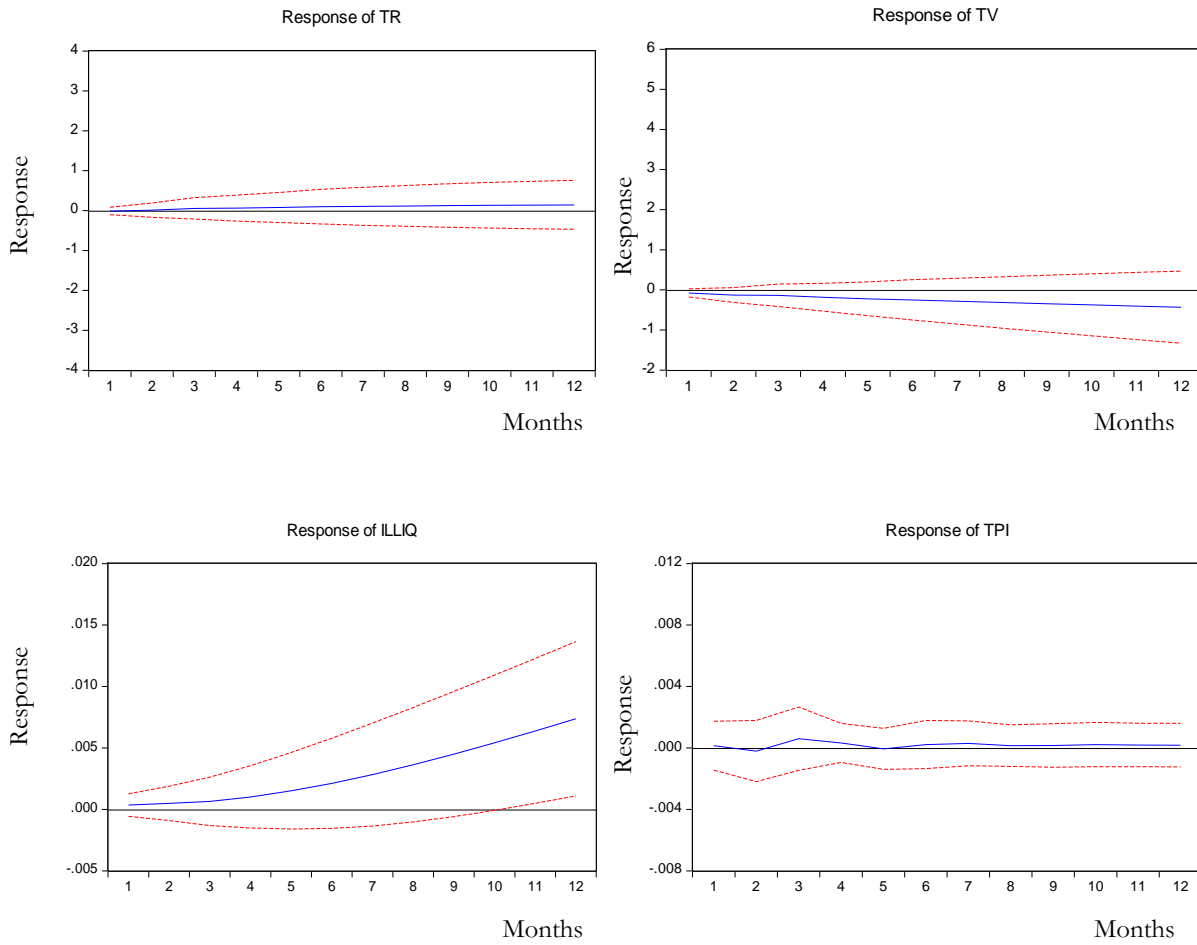 Response of TR
4
3
2
1
0
-1
-2
-3
-4
Response
1 2 3 4 5 6 7 8 9 10 11 12
Months
Response of TV
6
5
4
3
2
1
0
-1
-2
Response
1 2 3 4 5 6 7 8 9 10 11 12
Months
Response of ILLIQ
.020
.015
.010
.005
.000
-.005
Response
1 2 3 4 5 6 7 8 9 10 11 12
Months
Response of TPI
.012
.008
.004
.000
-.004
-.008
Response
1 2 3 4 5 6 7 8 9 10 11 12
Months